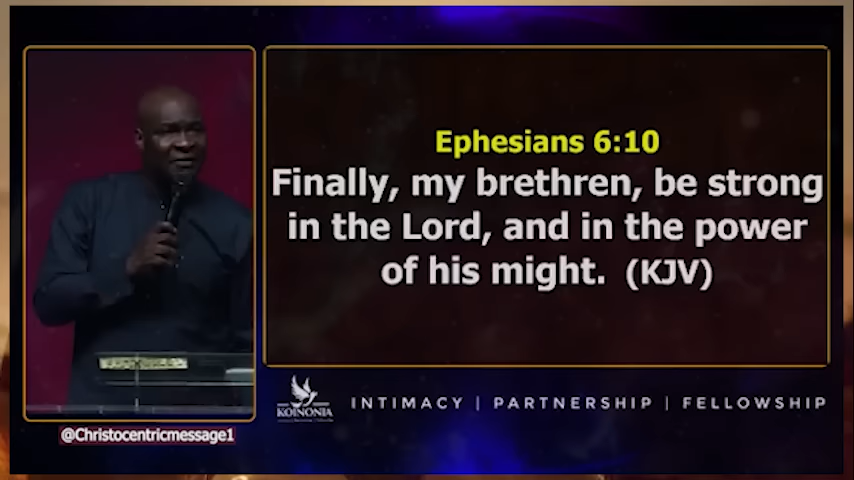 Ephesians 6:10
Finally, my brethren, be strong
in the Lord, and in the power
of his might. (KJV)
KOINONIA
INTIMACY | PARTNERSHIP | FELLOWSHIP
@Christocentricmessage1